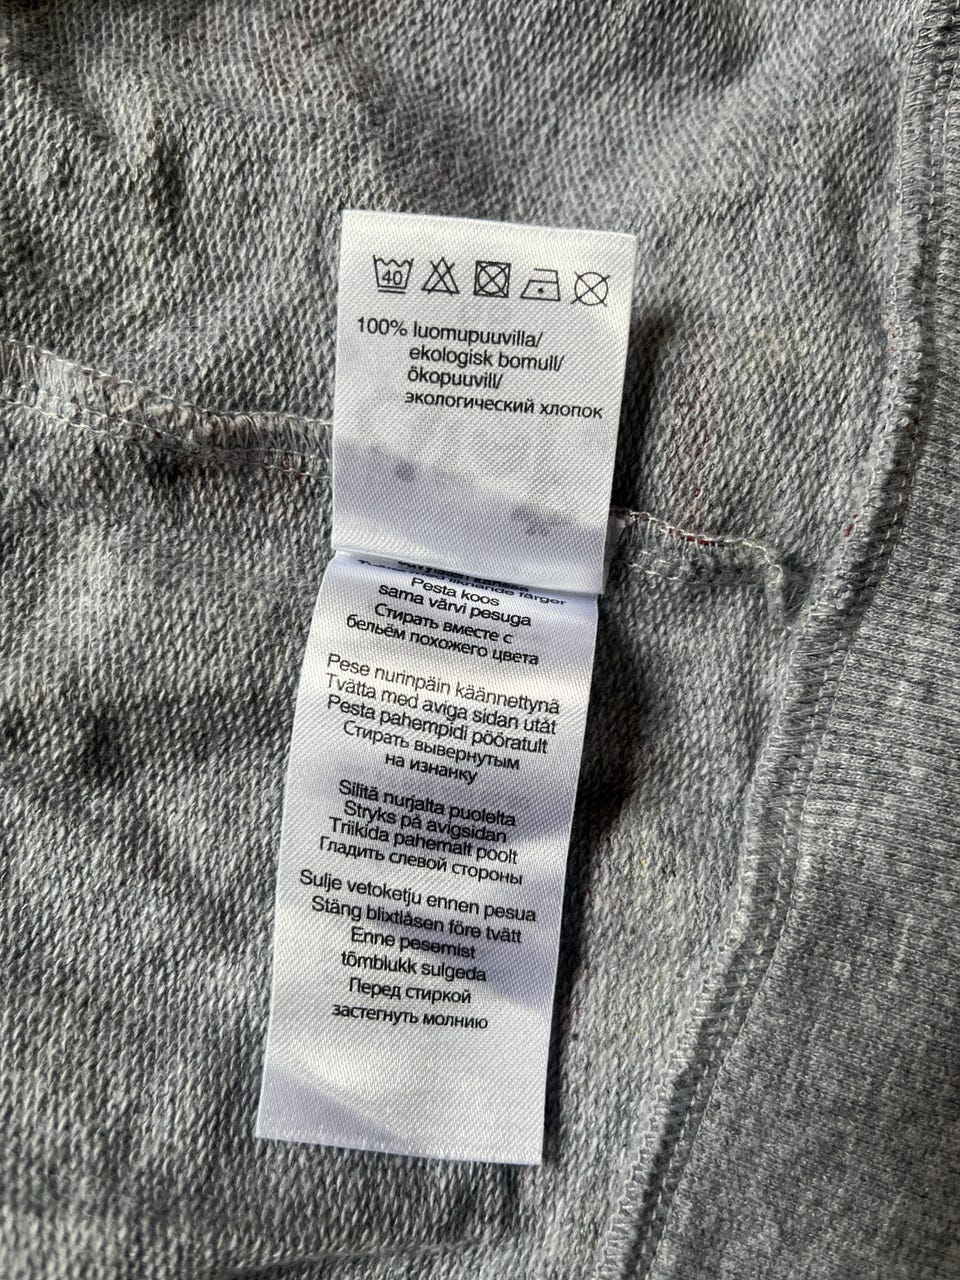 40
100% luomupuuvilla/
ekologisk bomull/
ökopuuvill/
экологический хлопок
färger
Pesta koos
sama värvi pesuga
Стирать вместе с
бельём похожего цвета
Pese nurinpäin käännettynä
Tvätta med aviga sidan utåt
Pesta pahempidi pööratult
Стирать вывернутым
на изнанку
Silitä nurjalta puolelta
Stryks på avigsidan
Triikida pahemalt poolt
Гладить слевой стороны
Sulje vetoketju ennen pesua
Stäng blixtlåsen före tvätt
Enne pesemist
tõmblukk sulgeda
Перед стиркой
застегнуть молнию